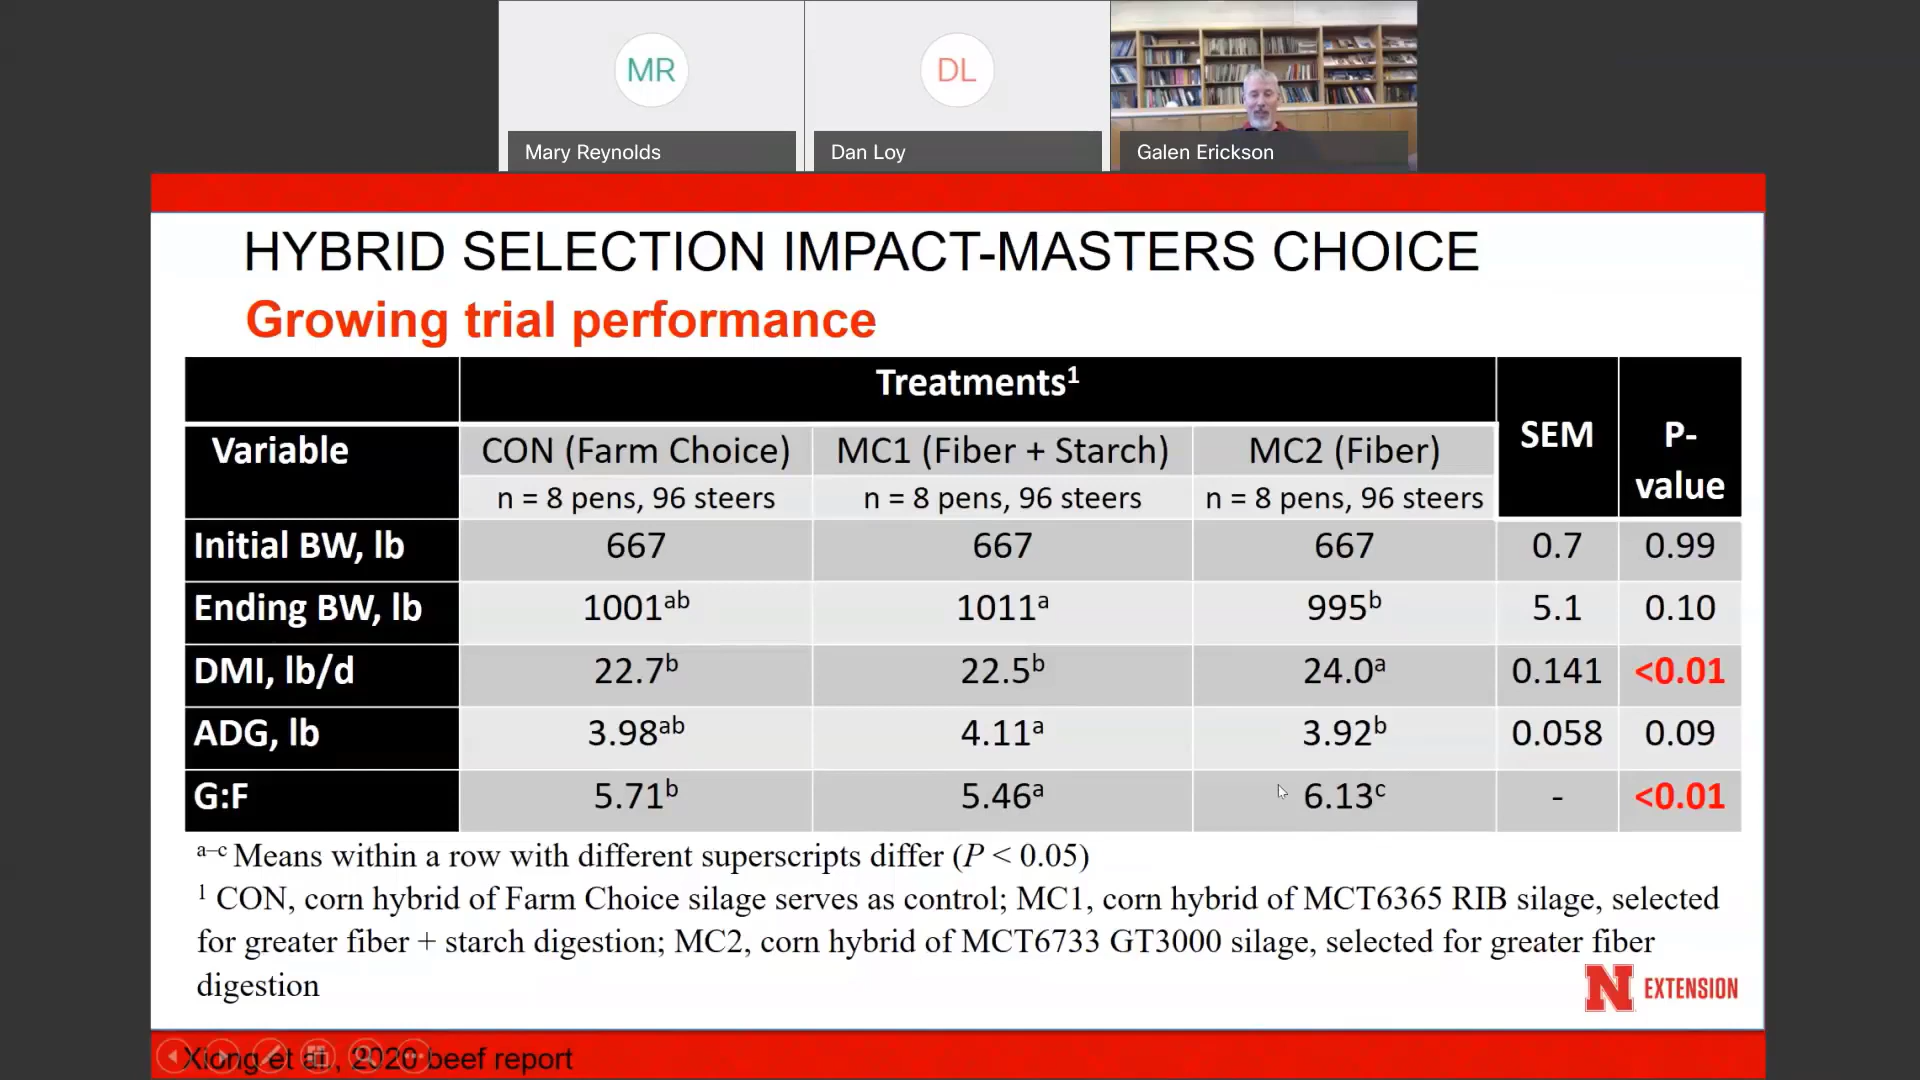 MR
DL
Mary Reynolds
Dan Loy
Galen Erickson
HYBRID SELECTION IMPACT-MASTERS CHOICE
Growing trial performance
Treatments¹
SEM
P-value
Variable
CON (Farm Choice) MC1 (Fiber + Starch) MC2 (Fiber)
n = 8 pens, 96 steers n = 8 pens, 96 steers n = 8 pens, 96 steers
Initial BW, lb 667 667 667 0.7 0.99
Ending BW, lb 1001ᵃᵇ 1011ᵃ 995ᵇ 5.1 0.10
DMI, lb/d 22.7ᵇ 22.5ᵇ 24.0ᵃ 0.141 <0.01
ADG, lb 3.98ᵃᵇ 4.11ᵃ 3.92ᵇ 0.058 0.09
G:F 5.71ᵇ 5.46ᵃ 6.13ᶜ - <0.01
ᵃ⁻ᶜ Means within a row with different superscripts differ (P < 0.05)
¹ CON, corn hybrid of Farm Choice silage serves as control; MC1, corn hybrid of MCT6365 RIB silage, selected
for greater fiber + starch digestion; MC2, corn hybrid of MCT6733 GT3000 silage, selected for greater fiber
digestion
N EXTENSION
Xiong et al., 2020 beef report